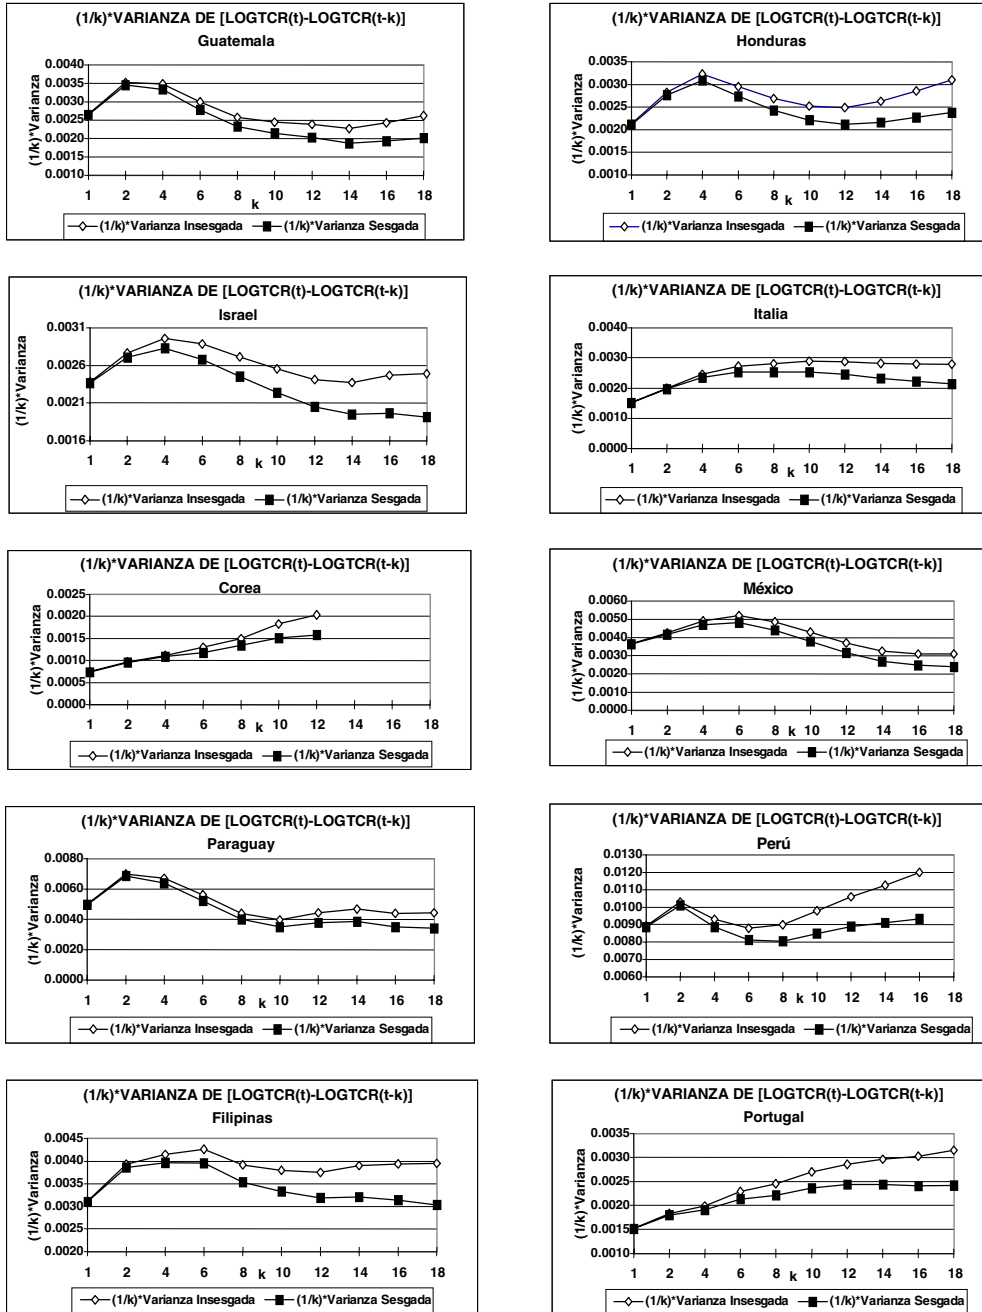 (1/k)*VARIANZA DE [LOGTCR(t)-LOGTCR(t-k)]
Guatemala
(1/k)*Varianza
0.0040
0.0035
0.0030
0.0025
0.0020
0.0015
0.0010
1 2 4 6 8 10 12 14 16 18
k
(1/k)*Varianza Insesgada (1/k)*Varianza Sesgada
(1/k)*VARIANZA DE [LOGTCR(t)-LOGTCR(t-k)]
Honduras
(1/k)*Varianza
0.0035
0.0030
0.0025
0.0020
0.0015
0.0010
1 2 4 6 8 k 10 12 14 16 18
(1/k)*Varianza Insesgada (1/k)*Varianza Sesgada
(1/k)*VARIANZA DE [LOGTCR(t)-LOGTCR(t-k)]
Israel
(1/k)*Varianza
0.0031
0.0026
0.0021
0.0016
1 2 4 6 8 k 10 12 14 16 18
(1/k)*Varianza Insesgada (1/k)*Varianza Sesgada
(1/k)*VARIANZA DE [LOGTCR(t)-LOGTCR(t-k)]
Italia
(1/k)*Varianza
0.0040
0.0030
0.0020
0.0010
0.0000
1 2 4 6 8 k 10 12 14 16 18
(1/k)*Varianza Insesgada (1/k)*Varianza Sesgada
(1/k)*VARIANZA DE [LOGTCR(t)-LOGTCR(t-k)]
Corea
(1/k)*Varianza
0.0025
0.0020
0.0015
0.0010
0.0005
0.0000
1 2 4 6 8 k 10 12 14 16 18
(1/k)*Varianza Insesgada (1/k)*Varianza Sesgada
(1/k)*VARIANZA DE [LOGTCR(t)-LOGTCR(t-k)]
México
(1/k)*Varianza
0.0060
0.0050
0.0040
0.0030
0.0020
0.0010
0.0000
1 2 4 6 8 k 10 12 14 16 18
(1/k)*Varianza Insesgada (1/k)*Varianza Sesgada
(1/k)*VARIANZA DE [LOGTCR(t)-LOGTCR(t-k)]
Paraguay
(1/k)*Varianza
0.0080
0.0060
0.0040
0.0020
0.0000
1 2 4 6 8 k 10 12 14 16 18
(1/k)*Varianza Insesgada (1/k)*Varianza Sesgada
(1/k)*VARIANZA DE [LOGTCR(t)-LOGTCR(t-k)]
Perú
(1/k)*Varianza
0.0130
0.0120
0.0110
0.0100
0.0090
0.0080
0.0070
0.0060
1 2 4 6 8 k 10 12 14 16 18
(1/k)*Varianza Insesgada (1/k)*Varianza Sesgada
(1/k)*VARIANZA DE [LOGTCR(t)-LOGTCR(t-k)]
Filipinas
(1/k)*Varianza
0.0045
0.0040
0.0035
0.0030
0.0025
0.0020
1 2 4 6 8 k 10 12 14 16 18
(1/k)*Varianza Insesgada (1/k)*Varianza Sesgada
(1/k)*VARIANZA DE [LOGTCR(t)-LOGTCR(t-k)]
Portugal
(1/k)*Varianza
0.0035
0.0030
0.0025
0.0020
0.0015
0.0010
1 2 4 6 8 k 10 12 14 16 18
(1/k)*Varianza Insesgada (1/k)*Varianza Sesgada